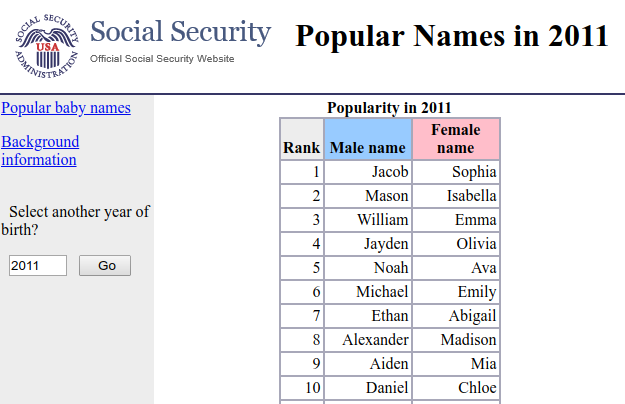 SOCIAL SECURITY
USA
ADMINISTRATION
Social Security
Official Social Security Website
Popular Names in 2011
Popular baby names
Background
information
Select another year of
birth?
2011 Go
Popularity in 2011
Rank Male name Female name
1 Jacob Sophia
2 Mason Isabella
3 William Emma
4 Jayden Olivia
5 Noah Ava
6 Michael Emily
7 Ethan Abigail
8 Alexander Madison
9 Aiden Mia
10 Daniel Chloe